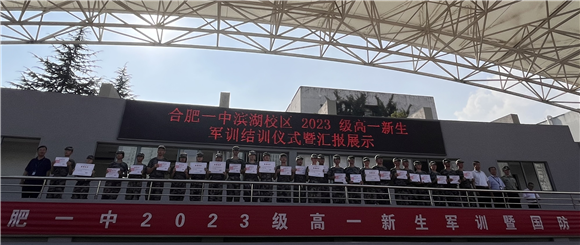 合肥一中滨湖校区 2023 级高一新生
军训结训仪式暨汇报展示
肥一中2023级高一新生军训暨国防